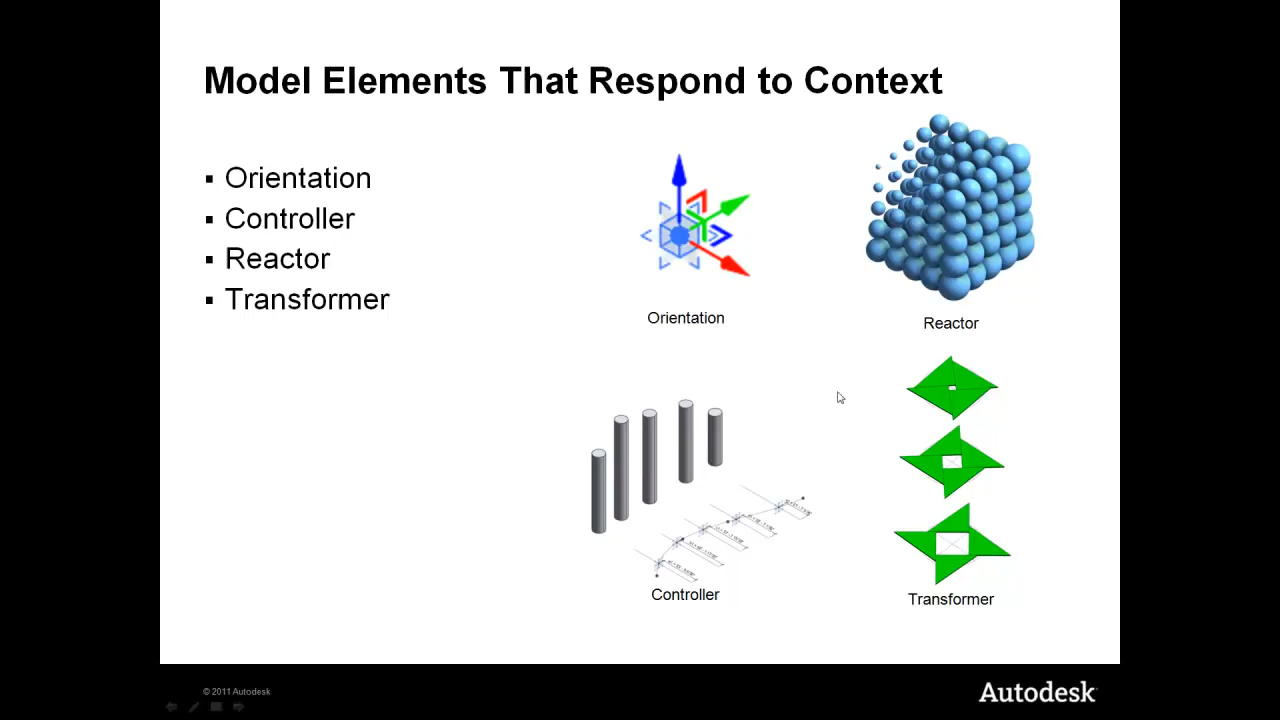 Model Elements That Respond to Context
▪ Orientation
▪ Controller
▪ Reactor
▪ Transformer
Orientation
Reactor
Controller
Transformer
© 2011 Autodesk
Autodesk